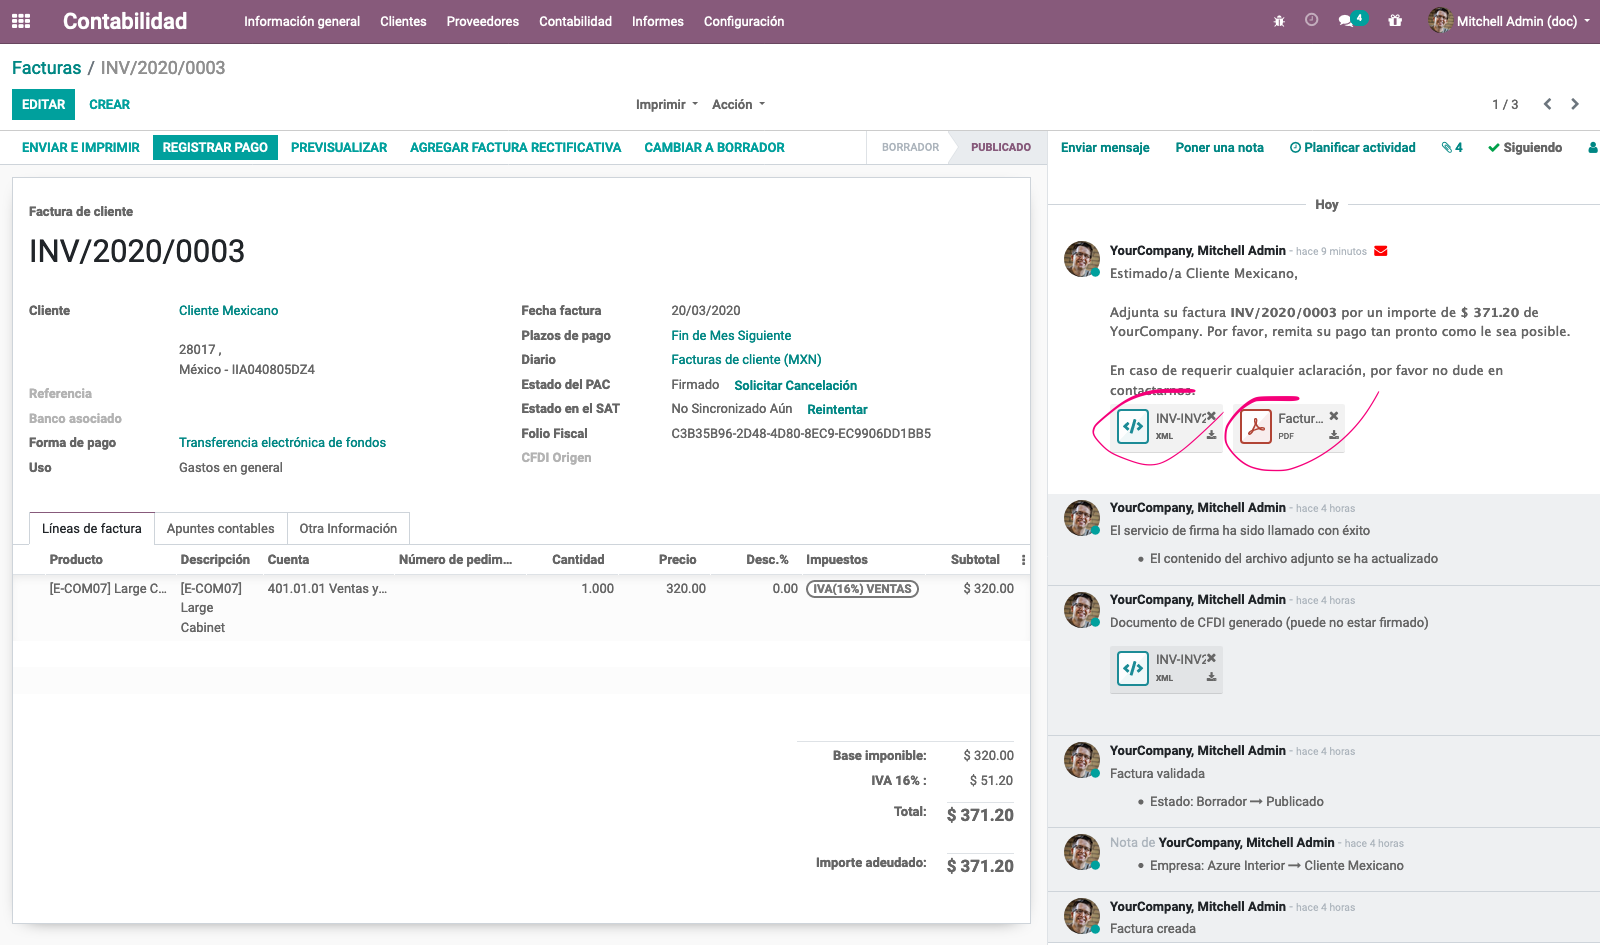 Contabilidad
Información general Clientes Proveedores Contabilidad Informes Configuración
4 Mitchell Admin (doc)
Facturas / INV/2020/0003
EDITAR CREAR
Imprimir Acción
1 / 3
ENVIAR E IMPRIMIR REGISTRAR PAGO PREVISUALIZAR AGREGAR FACTURA RECTIFICATIVA CAMBIAR A BORRADOR
BORRADOR PUBLICADO
Factura de cliente
INV/2020/0003
Cliente Cliente Mexicano
28017 ,
México - IIA040805DZ4
Referencia
Banco asociado
Forma de pago Transferencia electrónica de fondos
Uso Gastos en general
Fecha factura 20/03/2020
Plazos de pago Fin de Mes Siguiente
Diario Facturas de cliente (MXN)
Estado del PAC Firmado Solicitar Cancelación
Estado en el SAT No Sincronizado Aún Reintentar
Folio Fiscal C3B35B96-2D48-4D80-8EC9-EC9906DD1BB5
CFDI Origen
Líneas de factura Apuntes contables Otra Información
Producto Descripción Cuenta Número de pedim... Cantidad Precio Desc.% Impuestos Subtotal
[E-COM07] Large C... [E-COM07] 401.01.01 Ventas y... 1.000 320.00 0.00 IVA(16%) VENTAS $ 320.00
Large
Cabinet
Base imponible: $ 320.00
IVA 16% : $ 51.20
Total: $ 371.20
Importe adeudado: $ 371.20
Enviar mensaje Poner una nota Planificar actividad 4 Siguiendo
Hoy
YourCompany, Mitchell Admin - hace 9 minutos
Estimado/a Cliente Mexicano,
Adjunta su factura INV/2020/0003 por un importe de $ 371.20 de
YourCompany. Por favor, remita su pago tan pronto como le sea posible.
En caso de requerir cualquier aclaración, por favor no dude en
contactarnos.
INV-INV2
XML
Factur...
PDF
YourCompany, Mitchell Admin - hace 4 horas
El servicio de firma ha sido llamado con éxito
• El contenido del archivo adjunto se ha actualizado
YourCompany, Mitchell Admin - hace 4 horas
Documento de CFDI generado (puede no estar firmado)
INV-INV2
XML
YourCompany, Mitchell Admin - hace 4 horas
Factura validada
• Estado: Borrador → Publicado
Nota de YourCompany, Mitchell Admin - hace 4 horas
• Empresa: Azure Interior → Cliente Mexicano
YourCompany, Mitchell Admin - hace 4 horas
Factura creada